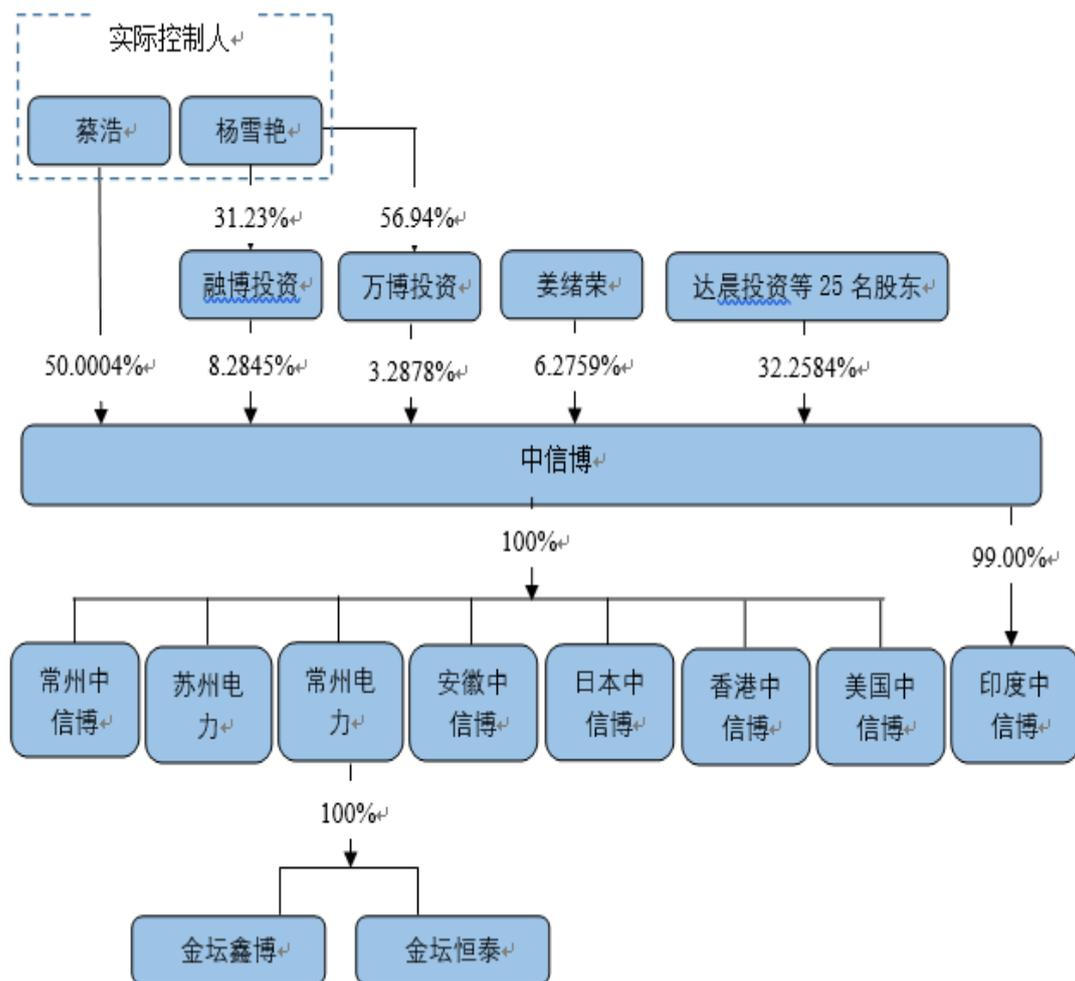 实际控制人
蔡浩
杨雪艳
31.23%
56.94%
融博投资
万博投资
姜绪荣
达晨投资等 25 名股东
50.0004%
8.2845%
3.2878%
6.2759%
32.2584%
中信博
100%
99.00%
常州中
信博
苏州电
力
常州电
力
安徽中
信博
日本中
信博
香港中
信博
美国中
信博
印度中
信博
100%
金坛鑫博
金坛恒泰